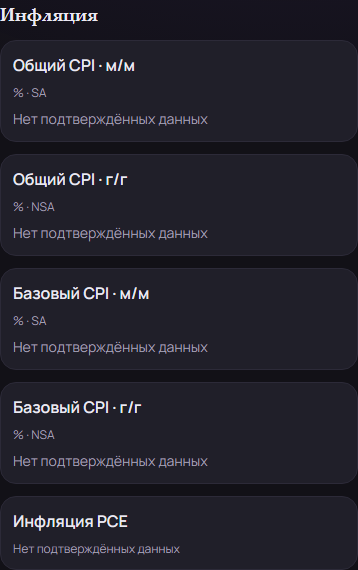 Инфляция
Общий CPI · м/м
% · SA
Нет подтверждённых данных
Общий CPI · г/г
% · NSA
Нет подтверждённых данных
Базовый CPI · м/м
% · SA
Нет подтверждённых данных
Базовый CPI · г/г
% · NSA
Нет подтверждённых данных
Инфляция PCE
Нет подтверждённых данных